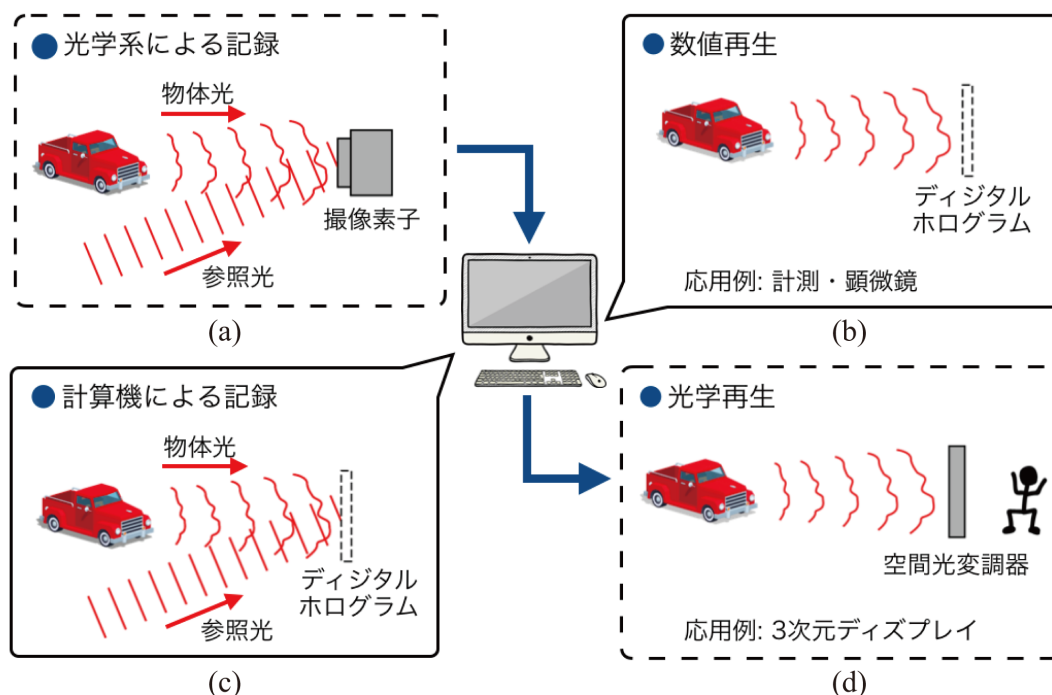 ●光学系による記録
物体光
撮像素子
参照光
(a)
●数値再生
ディジタル
ホログラム
応用例: 計測・顕微鏡
(b)
●計算機による記録
物体光
ディジタル
ホログラム
参照光
(c)
●光学再生
空間光変調器
応用例: 3次元ディズプレイ
(d)